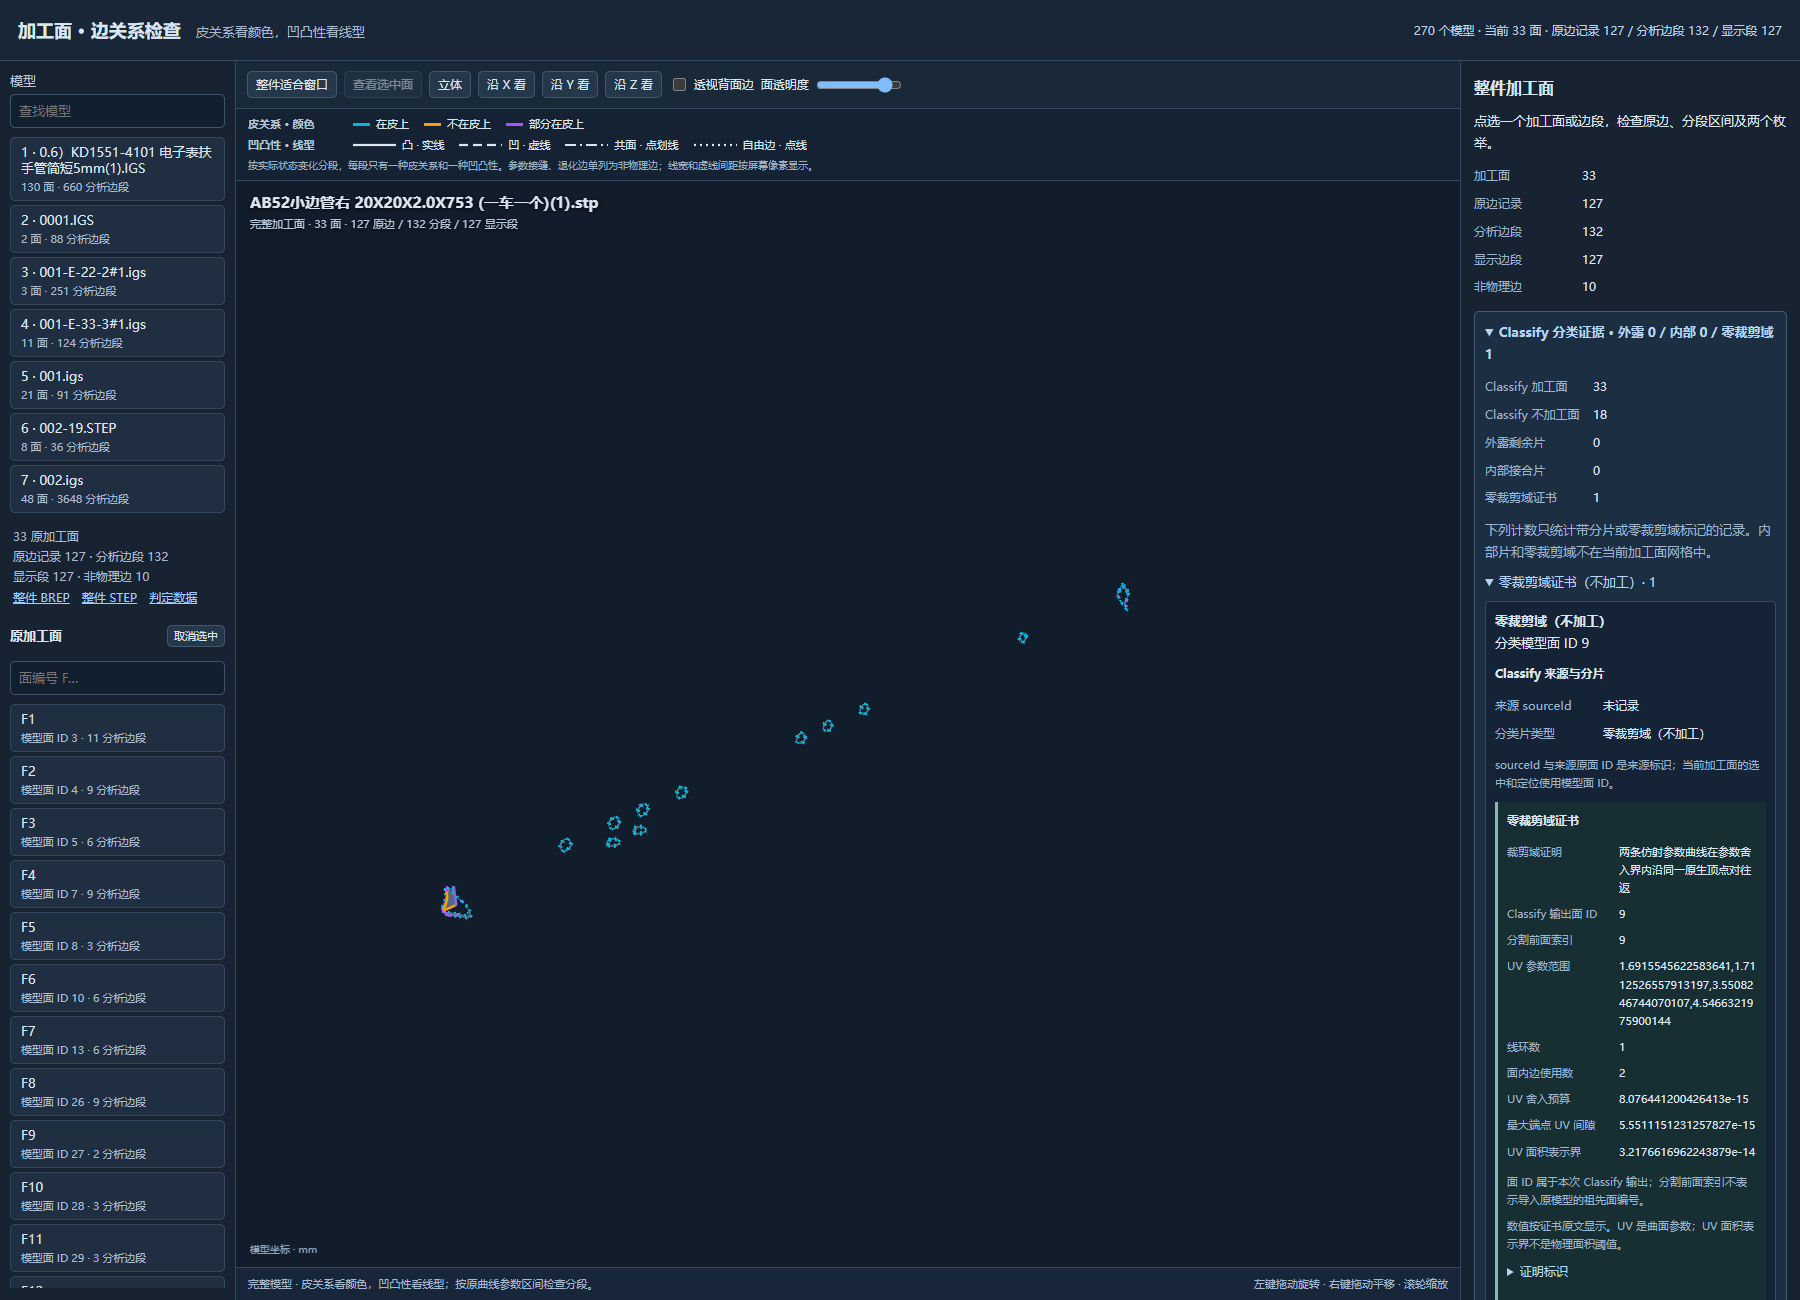 加工面 • 边关系检查 皮关系看颜色，凹凸性看线型
270 个模型 · 当前 33 面 · 原边记录 127 / 分析边段 132 / 显示段 127
模型
查找模型
1 · 0.6）KD1551-4101 电子表扶
手管简短5mm(1).IGS
130 面 · 660 分析边段
2 · 0001.IGS
2 面 · 88 分析边段
3 · 001-E-22-2#1.igs
3 面 · 251 分析边段
4 · 001-E-33-3#1.igs
11 面 · 124 分析边段
5 · 001.igs
21 面 · 91 分析边段
6 · 002-19.STEP
8 面 · 36 分析边段
7 · 002.igs
48 面 · 3648 分析边段
33 原加工面
原边记录 127 · 分析边段 132
显示段 127 · 非物理边 10
整件 BREP 整件 STEP 判定数据
原加工面 取消选中
面编号 F...
F1
模型面 ID 3 · 11 分析边段
F2
模型面 ID 4 · 9 分析边段
F3
模型面 ID 5 · 6 分析边段
F4
模型面 ID 7 · 9 分析边段
F5
模型面 ID 8 · 3 分析边段
F6
模型面 ID 10 · 6 分析边段
F7
模型面 ID 13 · 6 分析边段
F8
模型面 ID 26 · 9 分析边段
F9
模型面 ID 27 · 2 分析边段
F10
模型面 ID 28 · 3 分析边段
F11
模型面 ID 29 · 3 分析边段
整件适合窗口 查看选中面 立体 沿 X 看 沿 Y 看 沿 Z 看 透视背面边 面透明度
皮关系 • 颜色 在皮上 不在皮上 部分在皮上
凹凸性 • 线型 凸 · 实线 凹 · 虚线 共面 · 点划线 自由边 · 点线
按实际状态变化分段，每段只有一种皮关系和一种凹凸性。参数接缝、退化边单列为非物理边；线宽和虚线间距按屏幕像素显示。
AB52小边管右 20X20X2.0X753 (一车一个)(1).stp
完整加工面 · 33 面 · 127 原边 / 132 分段 / 127 显示段
模型坐标 · mm
完整模型 · 皮关系看颜色，凹凸性看线型；按原曲线参数区间检查分段。
左键拖动旋转 · 右键拖动平移 · 滚轮缩放
整件加工面
点选一个加工面或边段，检查原边、分段区间及两个枚
举。
加工面 33
原边记录 127
分析边段 132
显示边段 127
非物理边 10
▼ Classify 分类证据 • 外露 0 / 内部 0 / 零裁剪域
1
Classify 加工面 33
Classify 不加工面 18
外露剩余片 0
内部接合片 0
零裁剪域证书 1
下列计数只统计带分片或零裁剪域标记的记录。内
部片和零裁剪域不在当前加工面网格中。
▼ 零裁剪域证书（不加工）· 1
零裁剪域（不加工）
分类模型面 ID 9
Classify 来源与分片
来源 sourceId 未记录
分类片类型 零裁剪域（不加工）
sourceId 与来源原面 ID 是来源标识；当前加工面的选
中和定位使用模型面 ID。
零裁剪域证书
裁剪域证明 两条仿射参数曲线在参数舍
入界内沿同一原生顶点对往
返
Classify 输出面 ID 9
分割前面索引 9
UV 参数范围 1.6915545622583641,1.71
12526557913197,3.55082
46744070107,4.54663219
75900144
线环数 1
面内边使用数 2
UV 舍入预算 8.076441200426413e-15
最大端点 UV 间隙 5.5511151231257827e-15
UV 面积表示界 3.2176616962243879e-14
面 ID 属于本次 Classify 输出；分割前面索引不表
示导入原模型的祖先面编号。
数值按证书原文显示。UV 是曲面参数；UV 面积表
示界不是物理面积阈值。
▶ 证明标识